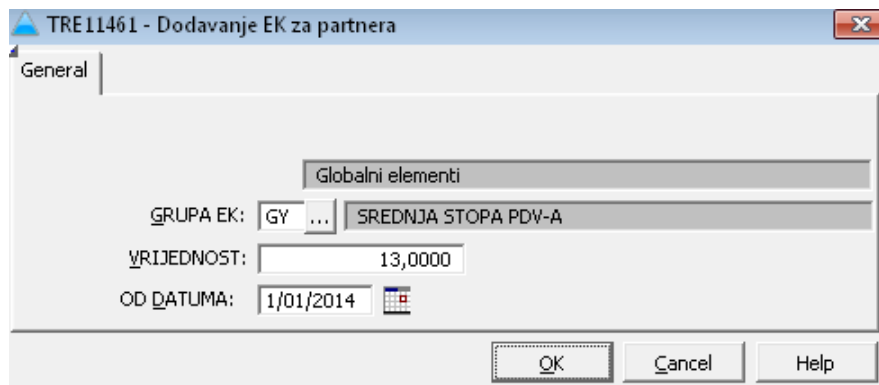 TRE11461 - Dodavanje EK za partnera
General
Globalni elementi
GRUPA EK: GY ... SREDNJA STOPA PDV-A
VRIJEDNOST: 13,0000
OD DATUMA: 1/01/2014
OK Cancel Help